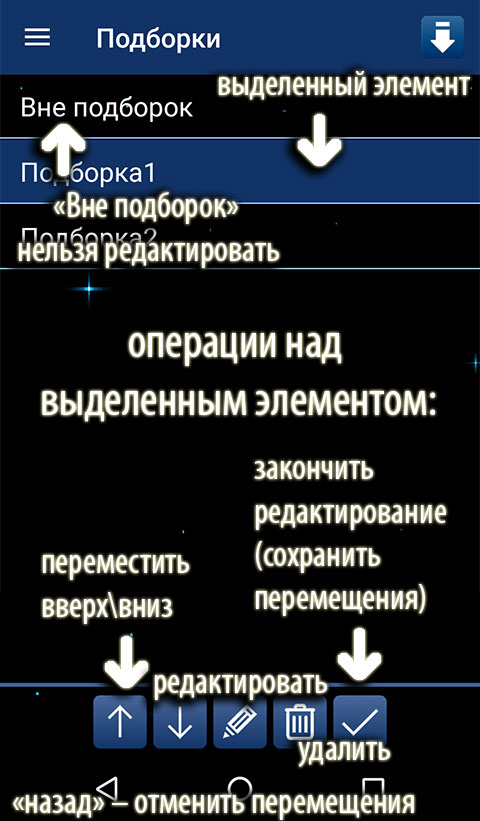 Подборки
выделенный элемент
Вне подборок
Подборка1
«Вне подборок»
Подборка2
нельзя редактировать
операции над
выделенным элементом:
закончить
редактирование
(сохранить
перемещения)
переместить
вверх\вниз
редактировать
удалить
«назад» – отменить перемещения